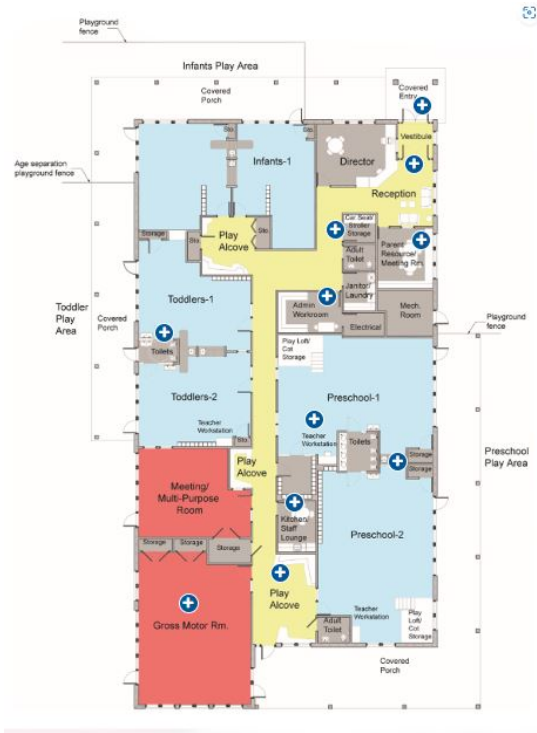 Playground
fence
Infants Play Area
Covered
Porch
Covered
Entry
Sto.
Sto.
Vestibule
Infants-1
Director
Age separation
playground fence
Reception
Play
Alcove
Sto.
Car Seat/
Stroller
Storage
Storage
Sto.
Adult
Toilet
Parent
Resource/
Meeting Rm.
Toddlers-1
Janitor/
Laundry
Toddler
Play
Area
Covered
Porch
Admin
Workroom
Mech.
Room
Electrical
Playground
fence
Toilets
Play Loft/
Cot
Storage
Toddlers-2
Preschool-1
Teacher
Workstation
Sto.
Teacher
Workstation
Toilets
Preschool
Play Area
Play
Alcove
Storage
Storage
Meeting/
Multi-Purpose
Room
Kitchen/
Staff
Lounge
Preschool-2
Storage
Storage
Storage
Play
Alcove
Gross Motor Rm.
Teacher
Workstation
Play
Loft/
Cot
Storage
Adult
Toilet
Covered
Porch